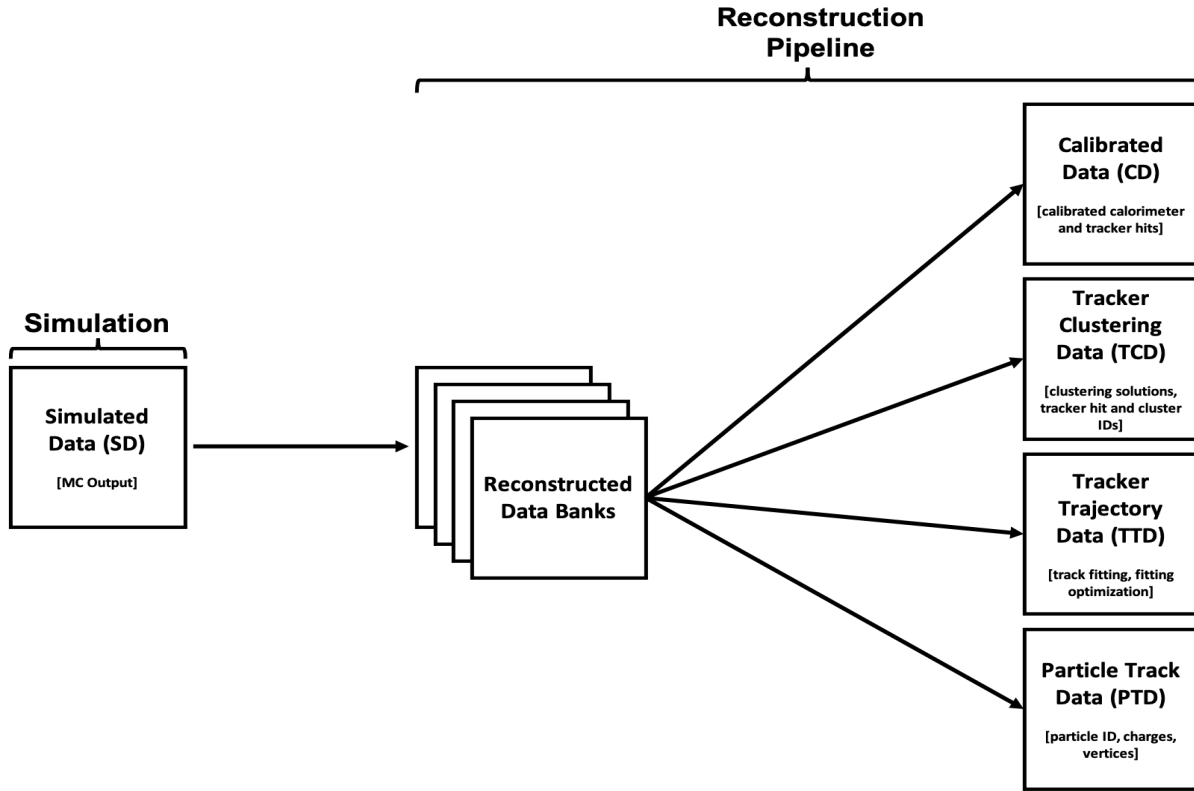 Reconstruction
Pipeline
Simulation
Simulated
Data (SD)
[MC Output]
Reconstructed
Data Banks
Calibrated
Data (CD)
[calibrated calorimeter
and tracker hits]
Tracker
Clustering
Data (TCD)
[clustering solutions,
tracker hit and cluster
IDs]
Tracker
Trajectory
Data (TTD)
[track fitting, fitting
optimization]
Particle Track
Data (PTD)
[particle ID, charges,
vertices]